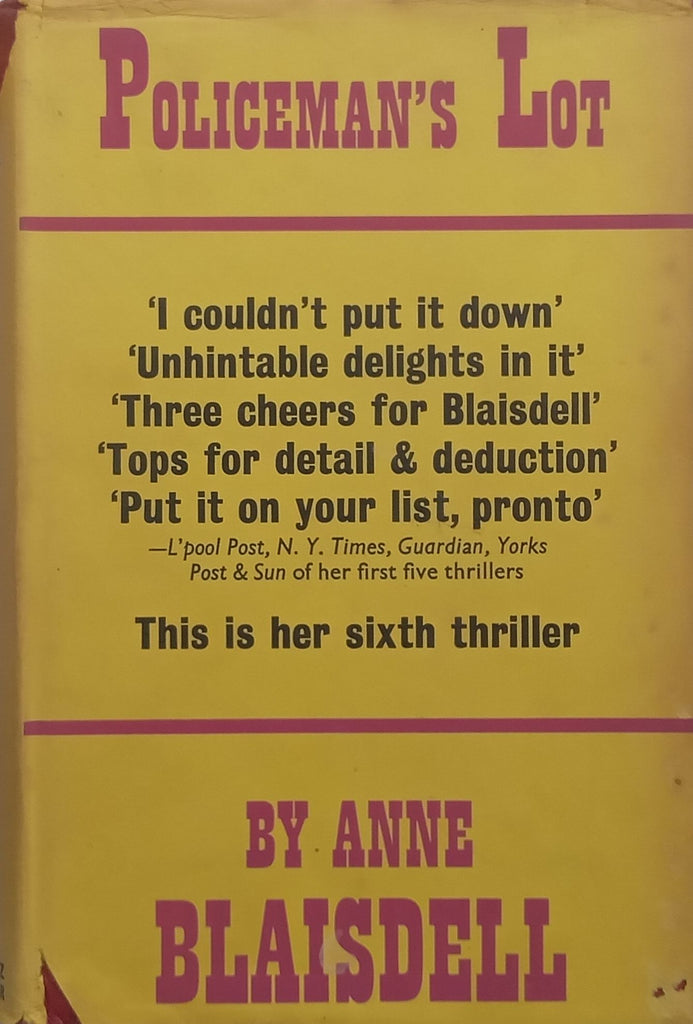 POLICEMAN'S LOT
‘I couldn’t put it down’
‘Unhintable delights in it’
‘Three cheers for Blaisdell’
‘Tops for detail & deduction’
‘Put it on your list, pronto’
—L’pool Post, N. Y. Times, Guardian, Yorks
Post & Sun of her first five thrillers
This is her sixth thriller
BY ANNE
BLAISDELL